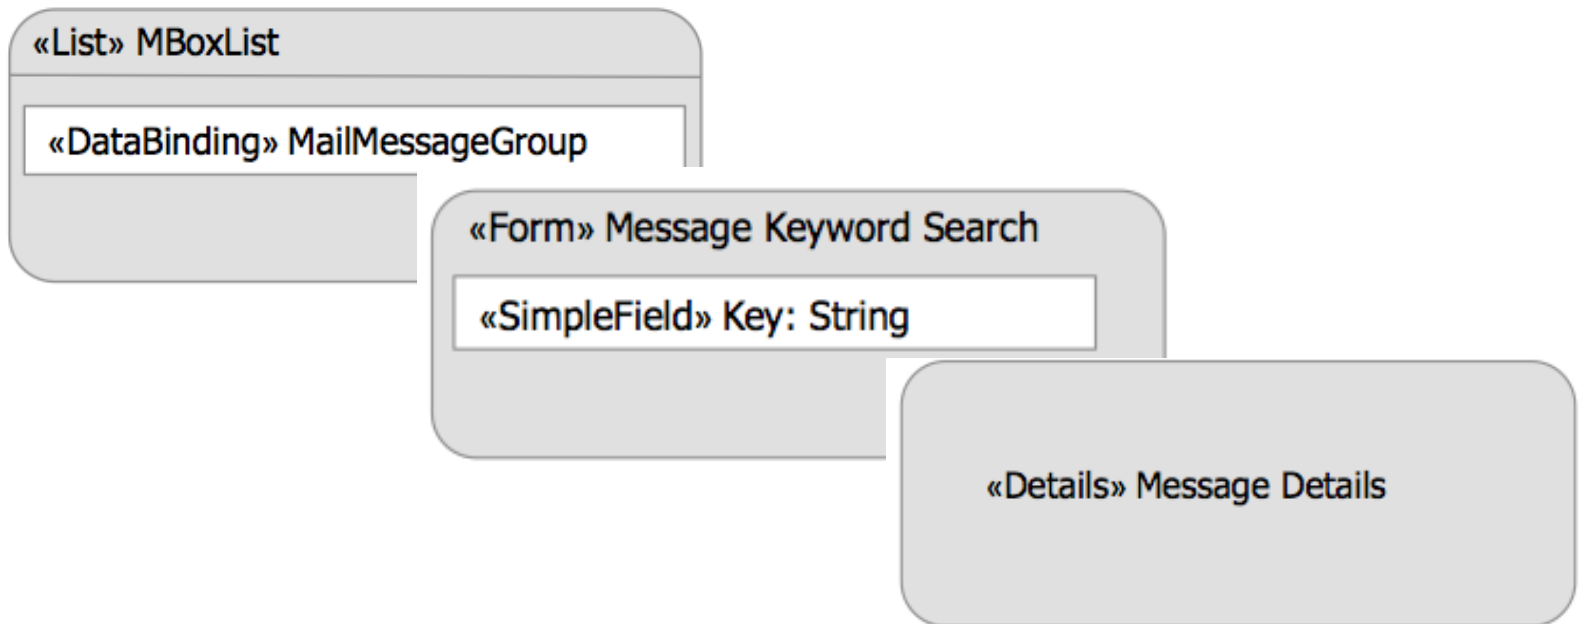 «List» MBoxList
«DataBinding» MailMessageGroup
«Form» Message Keyword Search
«SimpleField» Key: String
«Details» Message Details